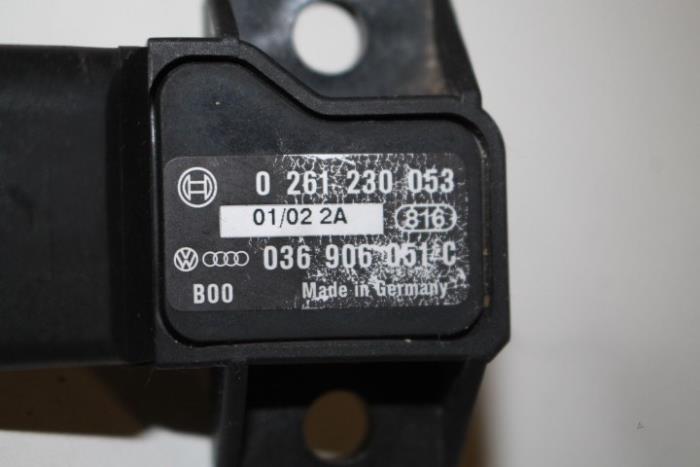 0 261 230 053
01/02 2A 816
036 906 051 C
B00 Made in Germany